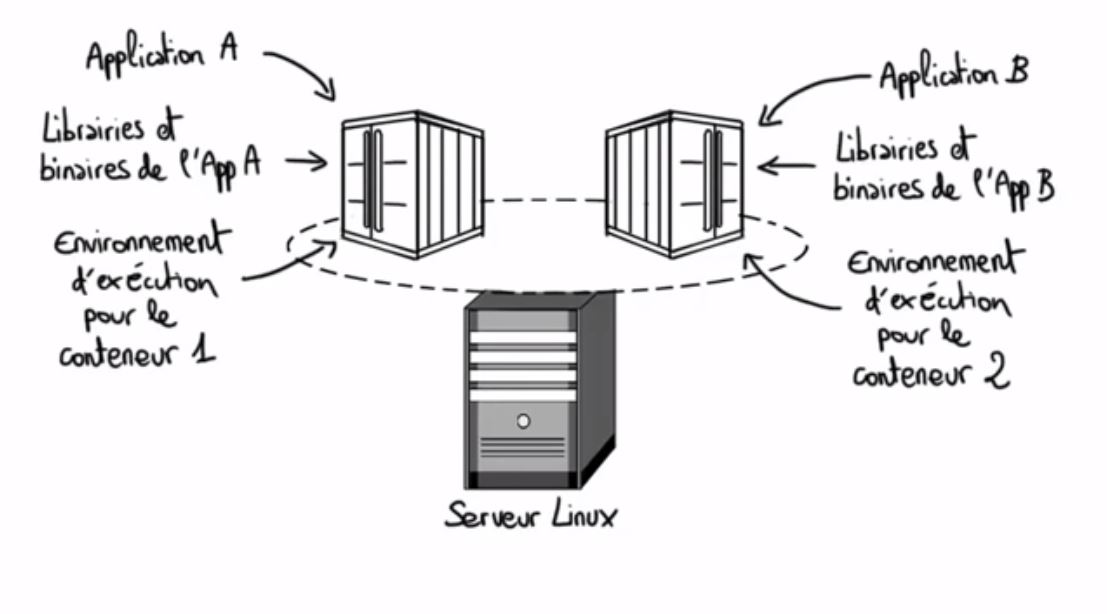 Application A
Librairies et
binaires de l'App A
Environnement
d'exécution
pour le
conteneur 1
Application B
Librairies et
binaires de l'App B
Environnement
d'exécution
pour le
conteneur 2
Serveur Linux